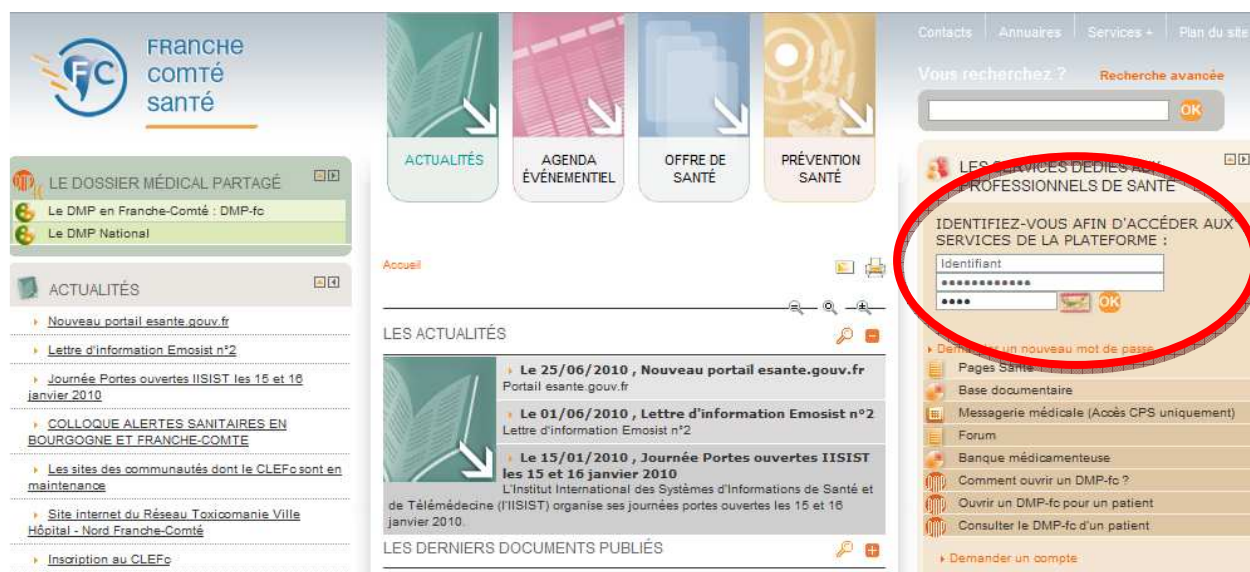 FRANCHE
COMTÉ
SANTÉ
LE DOSSIER MÉDICAL PARTAGÉ
Le DMP en Franche-Comté : DMP-fc
Le DMP National
ACTUALITÉS
Nouveau portail esante.gouv.fr
Lettre d'information Emosist n°2
Journée Portes ouvertes IISIST les 15 et 16
janvier 2010
COLLOQUE ALERTES SANITAIRES EN
BOURGOGNE ET FRANCHE-COMTE
Les sites des communautés dont le CLEFc sont en
maintenance
Site internet du Réseau Toxicomanie Ville
Hôpital - Nord Franche-Comté
Inscription au CLEFc
ACTUALITÉS
AGENDA
ÉVÉNEMENTIEL
OFFRE DE
SANTÉ
PRÉVENTION
SANTÉ
Accueil
LES ACTUALITÉS
Le 25/06/2010 , Nouveau portail esante.gouv.fr
Portail esante.gouv.fr
Le 01/06/2010 , Lettre d'information Emosist n°2
Lettre d'information Emosist n°2
Le 15/01/2010 , Journée Portes ouvertes IISIST
les 15 et 16 janvier 2010
L'Institut International des Systèmes d'Informations de Santé et
de Télémédecine (l'IISIST) organise ses journées portes ouvertes les 15 et 16
janvier 2010.
LES DERNIERS DOCUMENTS PUBLIÉS
Contacts Annuaires Services + Plan du site
Vous recherchez ? Recherche avancée
OK
LES SERVICES DÉDIÉS AUX
PROFESSIONNELS DE SANTÉ
IDENTIFIEZ-VOUS AFIN D'ACCÉDER AUX
SERVICES DE LA PLATEFORME :
Identifiant
OK
Demander un nouveau mot de passe
Pages Santé
Base documentaire
Messagerie médicale (Accès CPS uniquement)
Forum
Banque médicamenteuse
Comment ouvrir un DMP-fc ?
Ouvrir un DMP-fc pour un patient
Consulter le DMP-fc d'un patient
Demander un compte